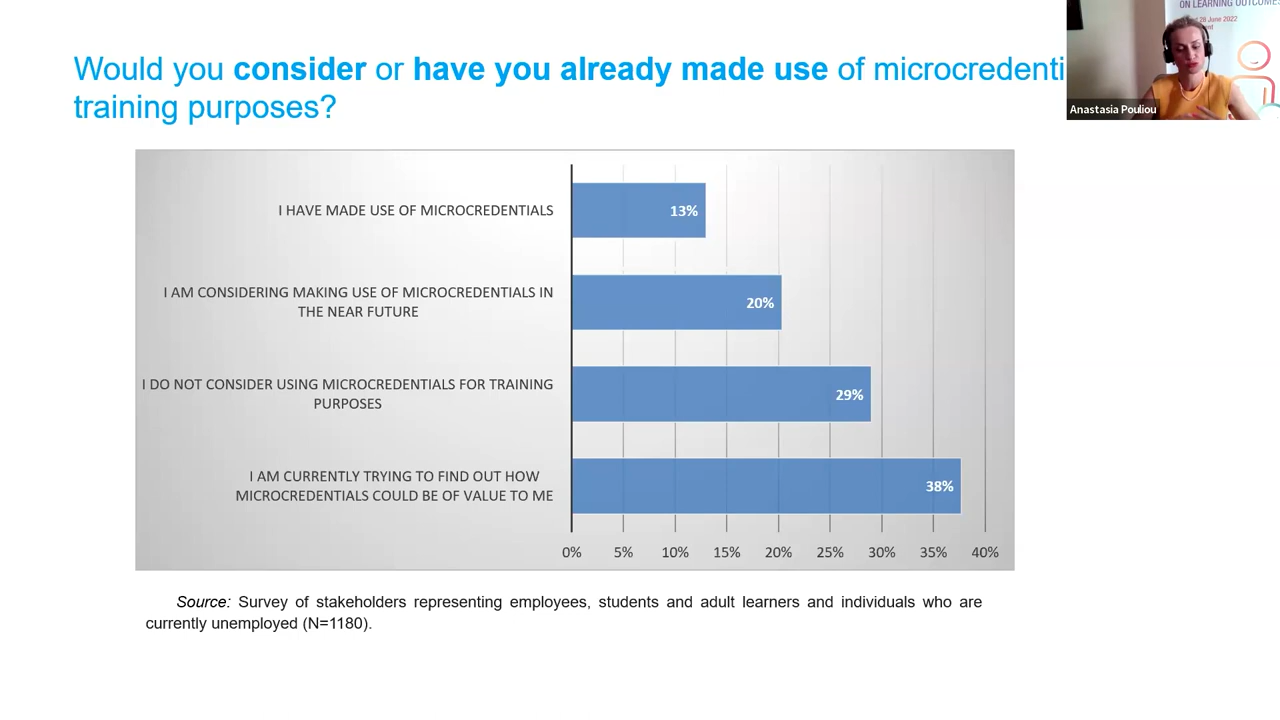 Would you consider or have you already made use of microcredenti
training purposes?
ON LEARNING OUTCOMES
28 June 2022
Anastasia Pouliou
I HAVE MADE USE OF MICROCREDENTIALS
13%
I AM CONSIDERING MAKING USE OF MICROCREDENTIALS IN
THE NEAR FUTURE
20%
I DO NOT CONSIDER USING MICROCREDENTIALS FOR TRAINING
PURPOSES
29%
I AM CURRENTLY TRYING TO FIND OUT HOW
MICROCREDENTIALS COULD BE OF VALUE TO ME
38%
0% 5% 10% 15% 20% 25% 30% 35% 40%
Source: Survey of stakeholders representing employees, students and adult learners and individuals who are
currently unemployed (N=1180).